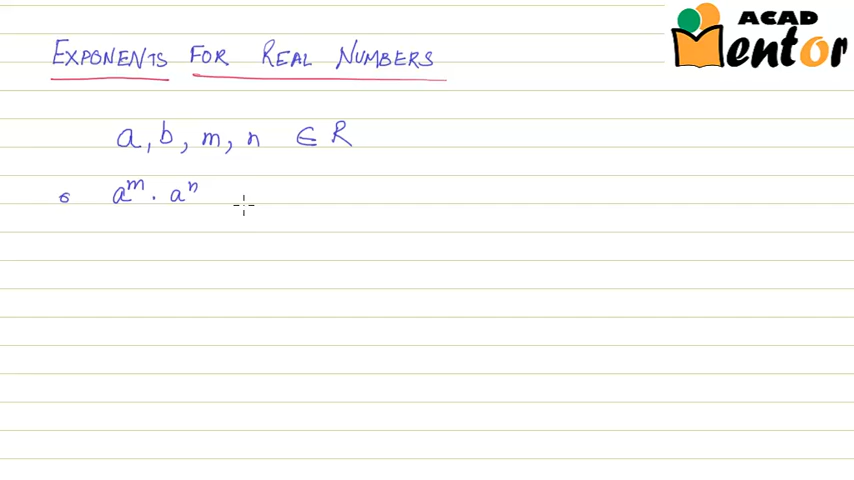 EXPONENTS FOR REAL NUMBERS
ACAD
mentor
a, b, m, n ∈ R
a^m . a^n